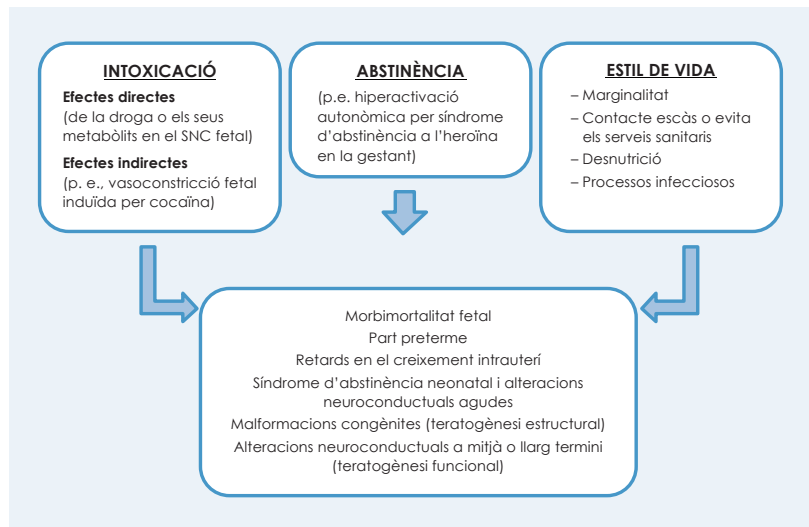 INTOXICACIÓ
Efectes directes
(de la droga o els seus
metabòlits en el SNC fetal)
Efectes indirectes
(p. e., vasoconstricció fetal
induïda per cocaïna)
ABSTINÈNCIA
(p.e. hiperactivació
autonòmica per síndrome
d’abstinència a l’heroïna
en la gestant)
ESTIL DE VIDA
– Marginalitat
– Contacte escàs o evita
els serveis sanitaris
– Desnutrició
– Processos infecciosos
Morbimortalitat fetal
Part preterme
Retards en el creixement intrauterí
Síndrome d’abstinència neonatal i alteracions
neuroconductuals agudes
Malformacions congènites (teratogènesi estructural)
Alteracions neuroconductuals a mitjà o llarg termini
(teratogènesi funcional)